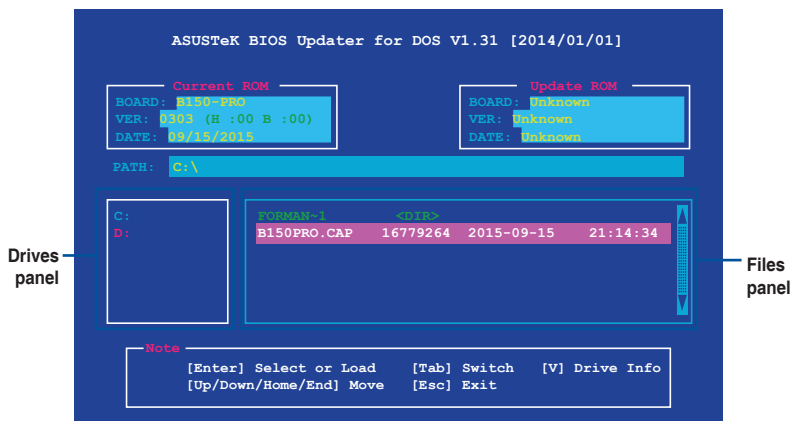 ASUSTeK BIOS Updater for DOS V1.31 [2014/01/01]
Current ROM
BOARD: B150-PRO
VER: 0303 (H :00 B :00)
DATE: 09/15/2015
Update ROM
BOARD: Unknown
VER: Unknown
DATE: Unknown
PATH: C:\
C:
D:
FORMAN~1 <DIR>
B150PRO.CAP 16779264 2015-09-15 21:14:34
Drives
panel
Files
panel
Note
[Enter] Select or Load [Tab] Switch [V] Drive Info
[Up/Down/Home/End] Move [Esc] Exit